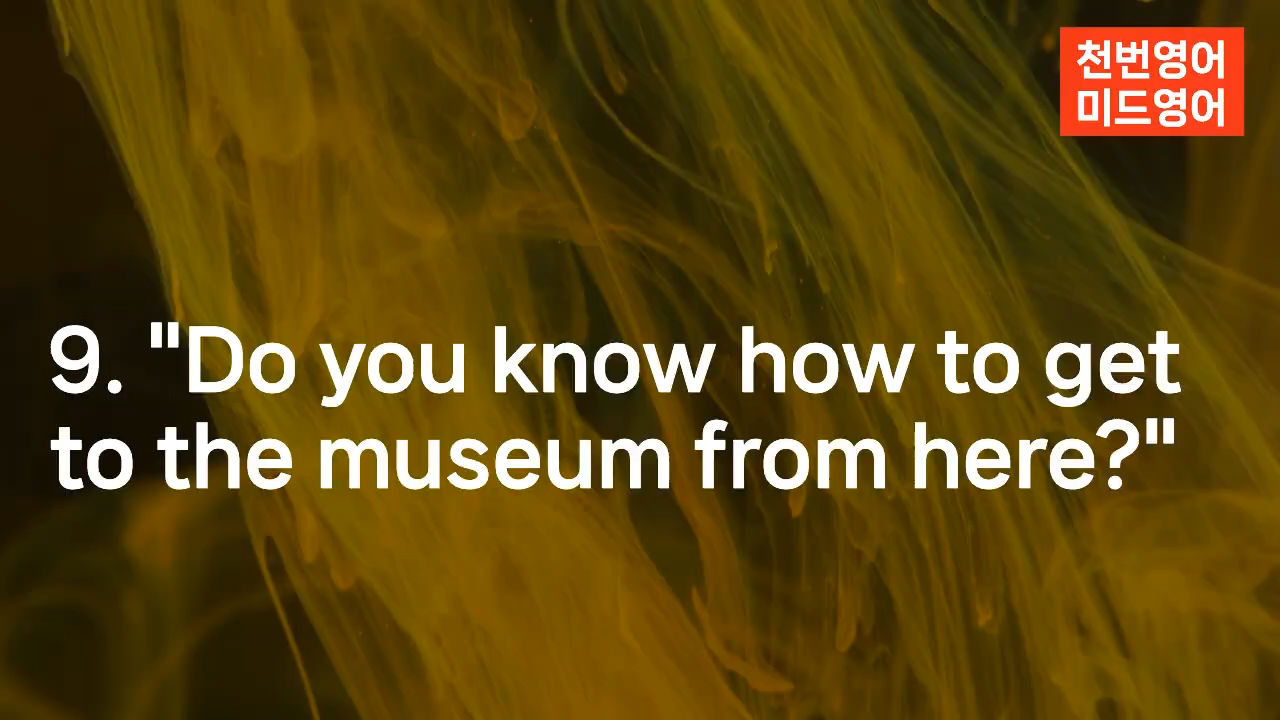 천번영어
미드영어
9. "Do you know how to get
to the museum from here?"